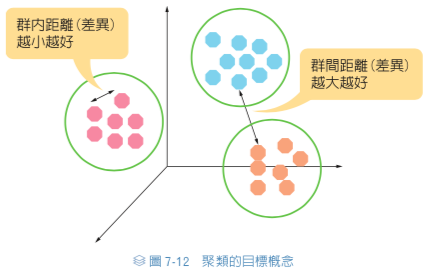 群內距離(差異)
越小越好
群間距離(差異)
越大越好
圖 7-12 聚類的目標概念